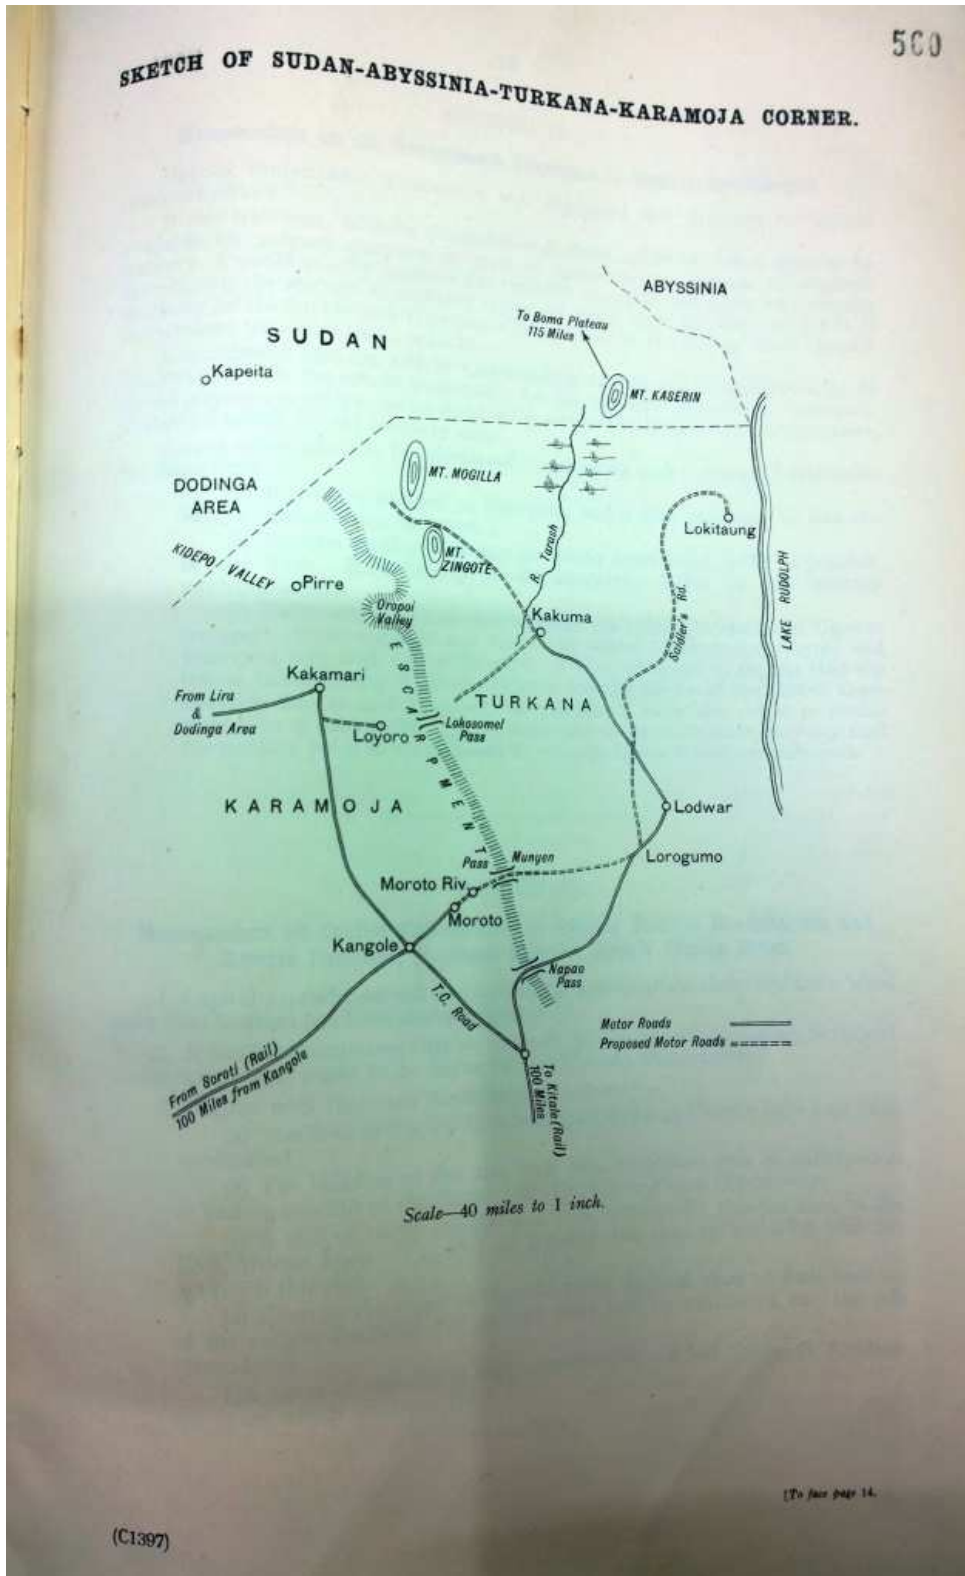 500
SKETCH OF SUDAN-ABYSSINIA-TURKANA-KARAMOJA CORNER.
ABYSSINIA
To Boma Plateau
115 Miles
SUDAN
Kapeita
MT. KASERIN
MT. MOGILLA
DODINGA
AREA
Lokitaung
KIDEPO VALLEY
MT.
ZINGOTE
R. Tarash
Pirre
LAKE RUDOLPH
Oropoi
Valley
Kakuma
Soldier's Rd.
ESCARPMENT
Kakamari
From Lira
&
Dodinga Area
TURKANA
Loyoro
Lokosomel
Pass
KARAMOJA
Lodwar
Pass
Munyen
Lorogumo
Moroto Riv.
Moroto
Kangole
Napao
Pass
T.C. Road
Motor Roads
Proposed Motor Roads
From Soroti (Rail)
100 Miles from Kangole
To Kitale (Rail)
100 Miles
Scale—40 miles to 1 inch.
[To face page 14.
(C1397)